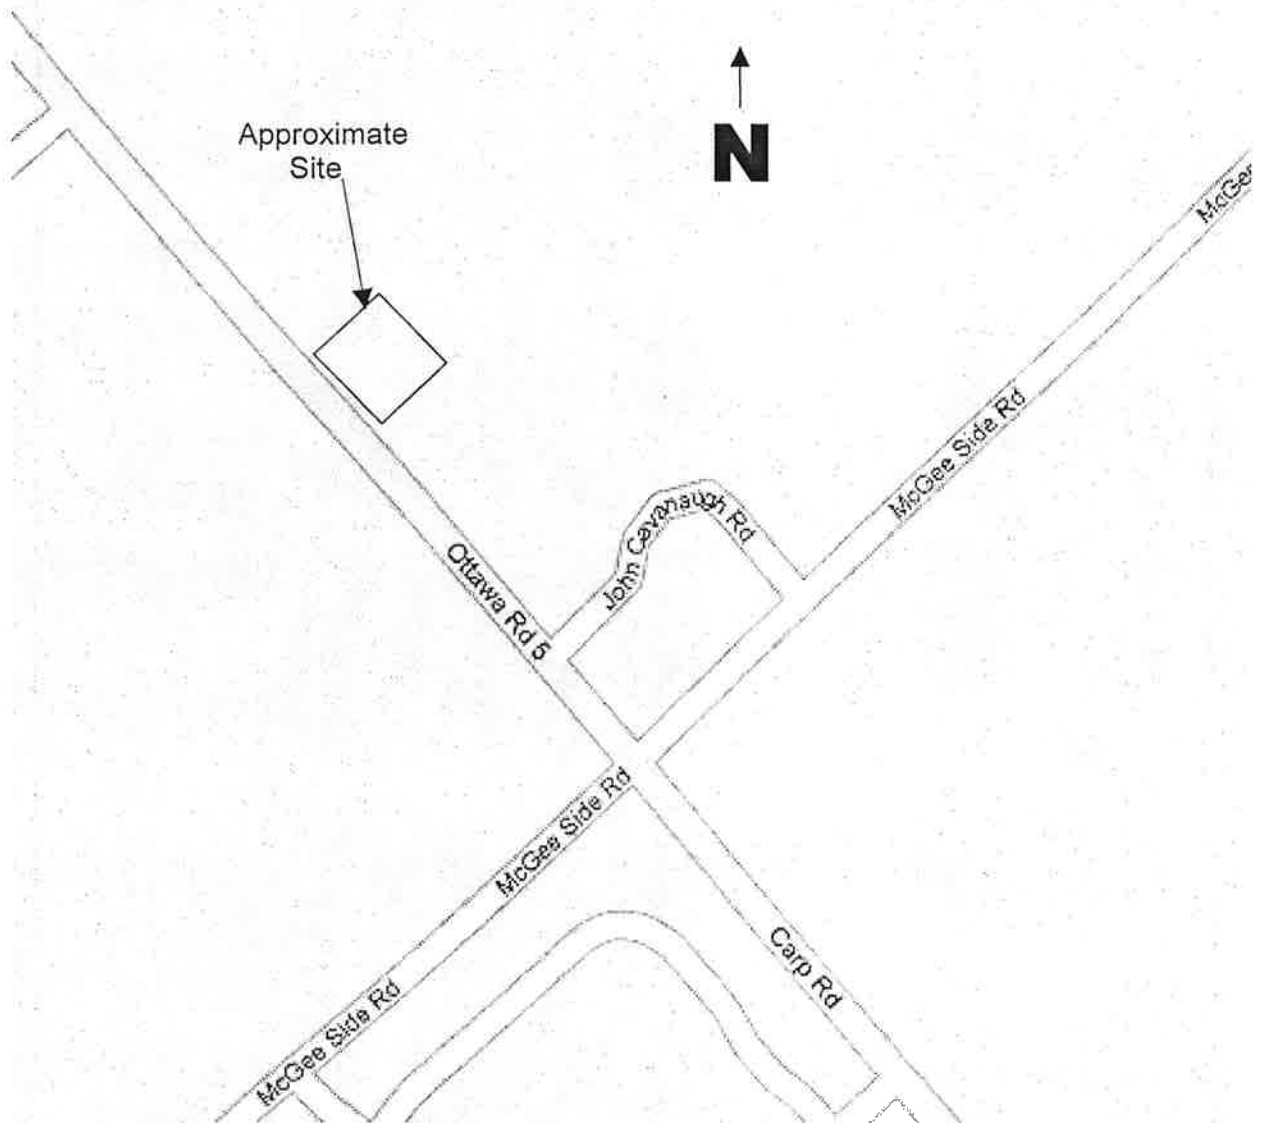 Approximate
Site
N
McGee
McGee Side Rd
John Cavanaugh Rd
Ottawa Rd 5
McGee Side Rd
Carp Rd
McGee Side Rd